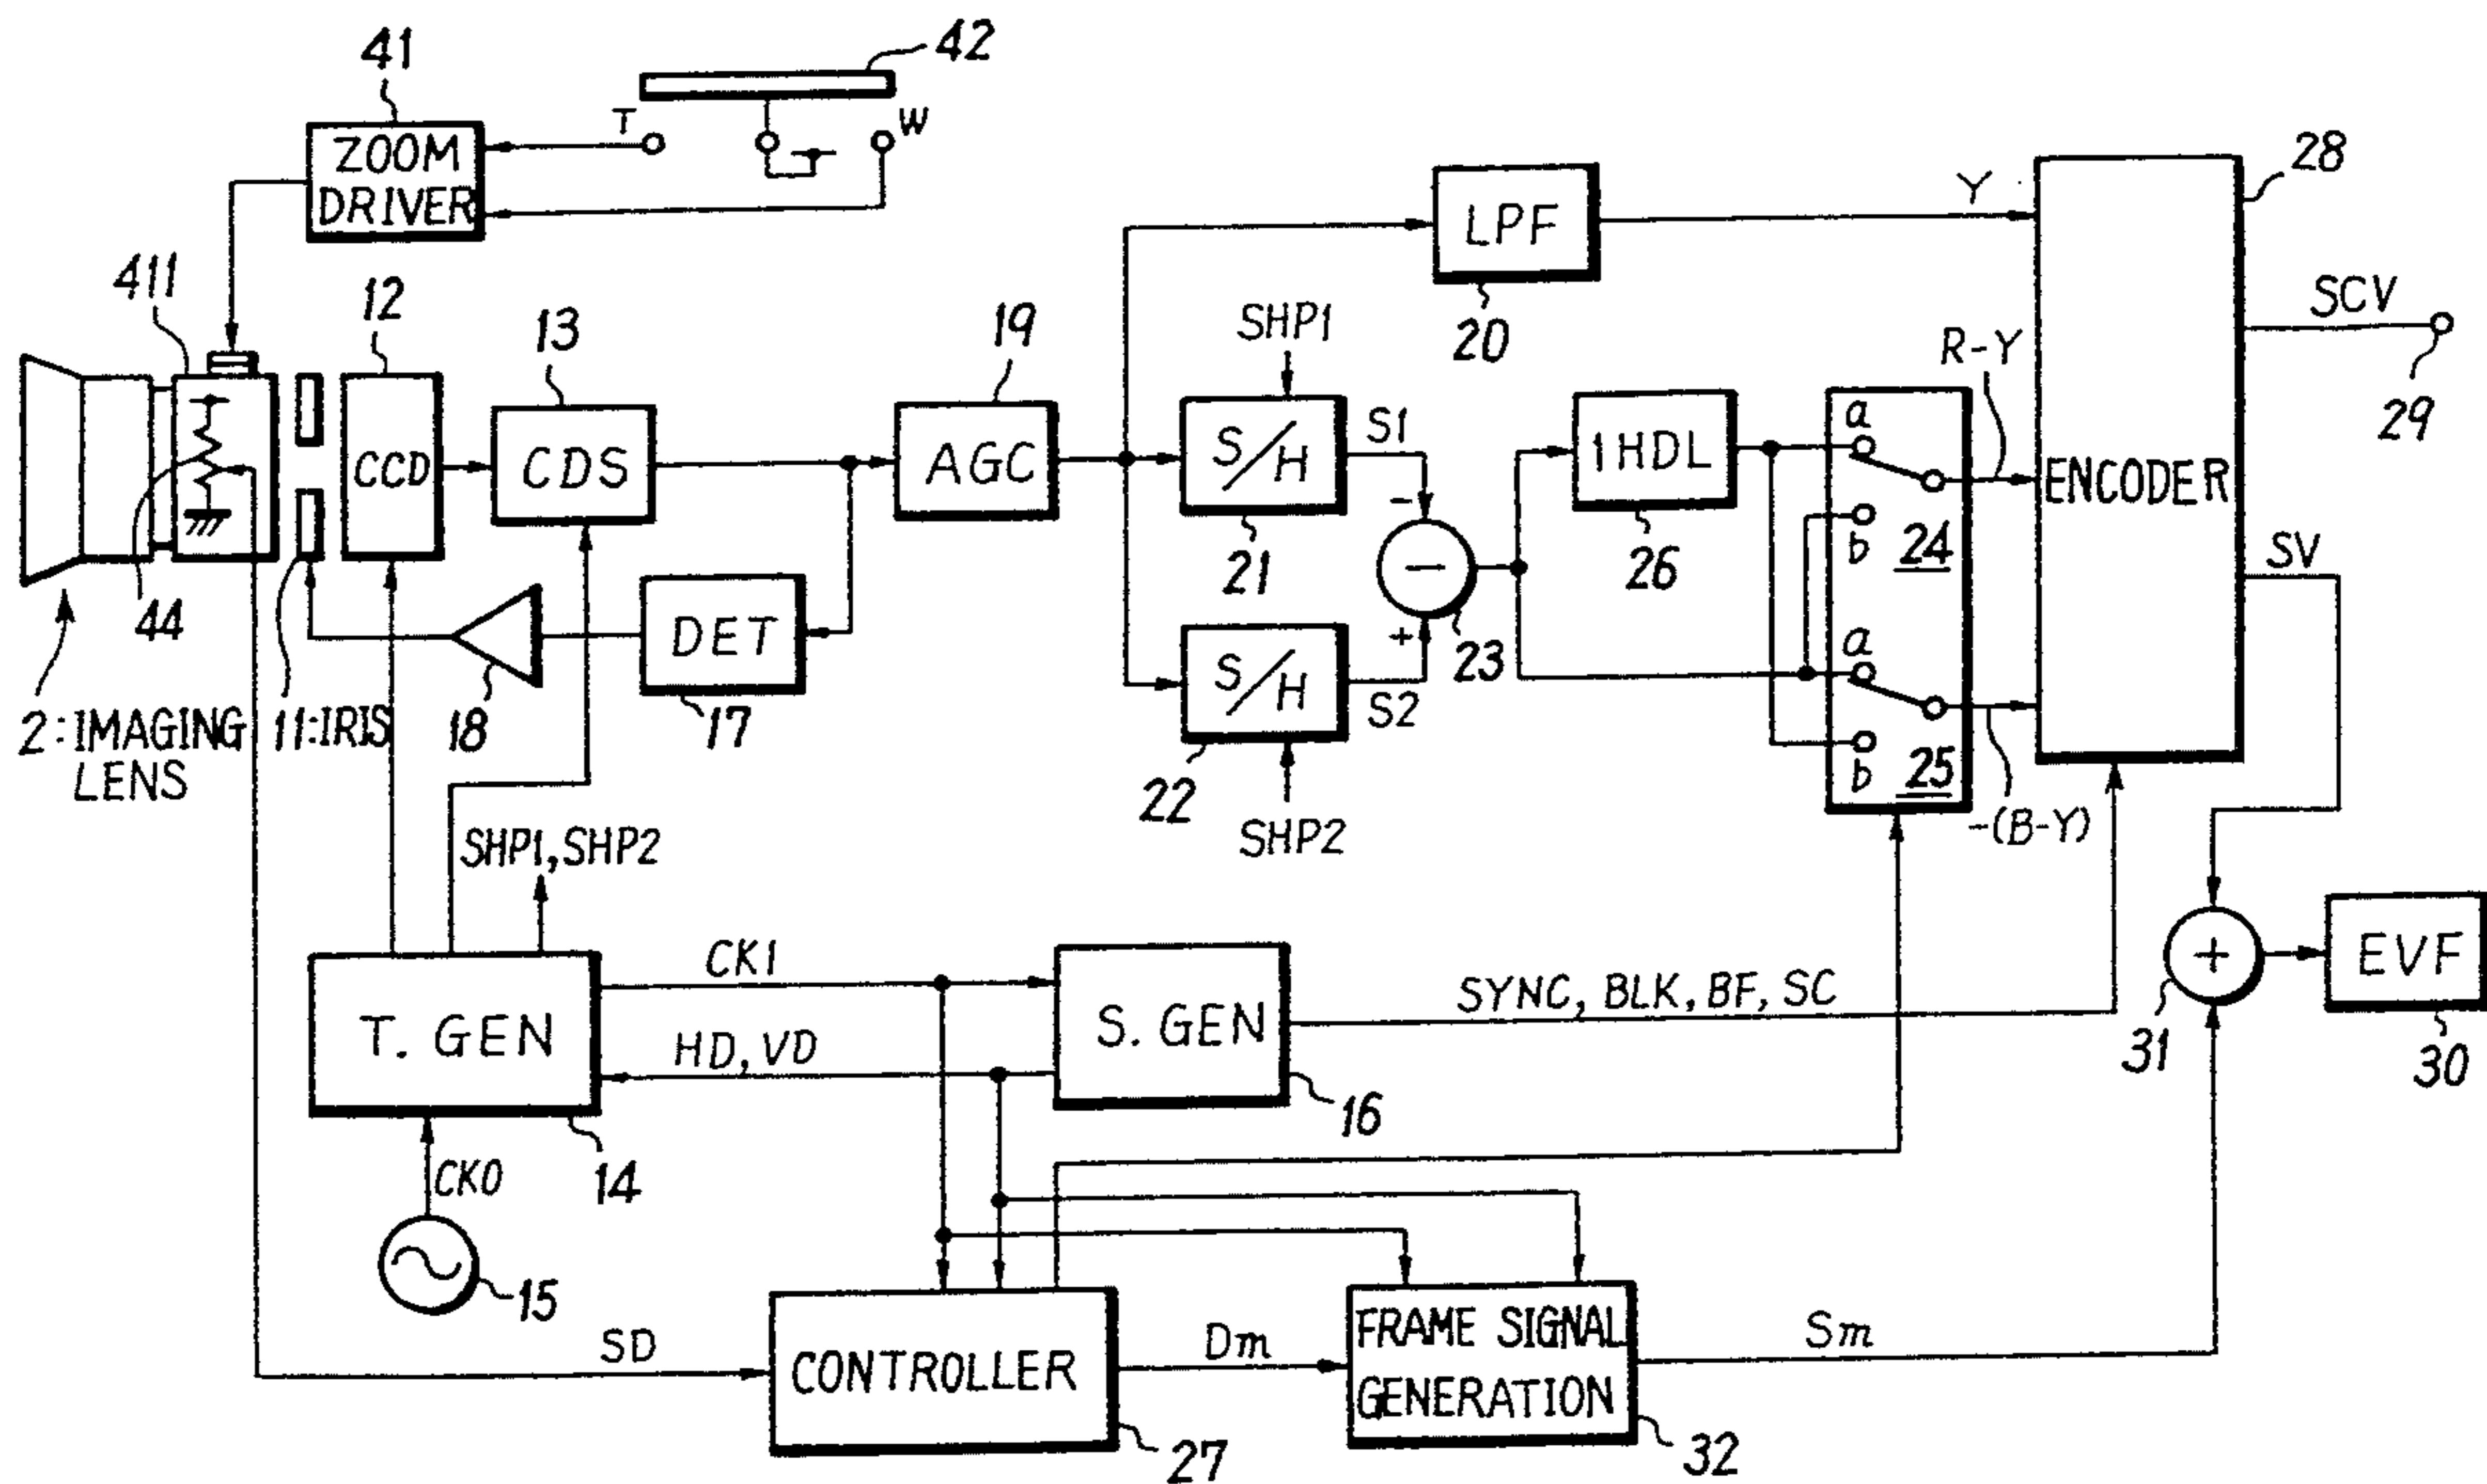 41
42
T
W
ZOOM
DRIVER
28
Y
LPF
411
12
13
19
20
SHP1
SCV
R-Y
29
CCD
CDS
AGC
S/H
S1
1HDL
a
b
24
ENCODER
SV
-
−
21
26
44
DET
18
17
S/H
+
S2
23
a
b
25
2:IMAGING
LENS
11:IRIS
22
SHP2
-(B-Y)
SHP1, SHP2
CK1
T. GEN
S. GEN
SYNC, BLK, BF, SC
+
EVF
HD, VD
31
30
16
14
CK0
15
SD
CONTROLLER
Dm
FRAME SIGNAL
GENERATION
Sm
27
32